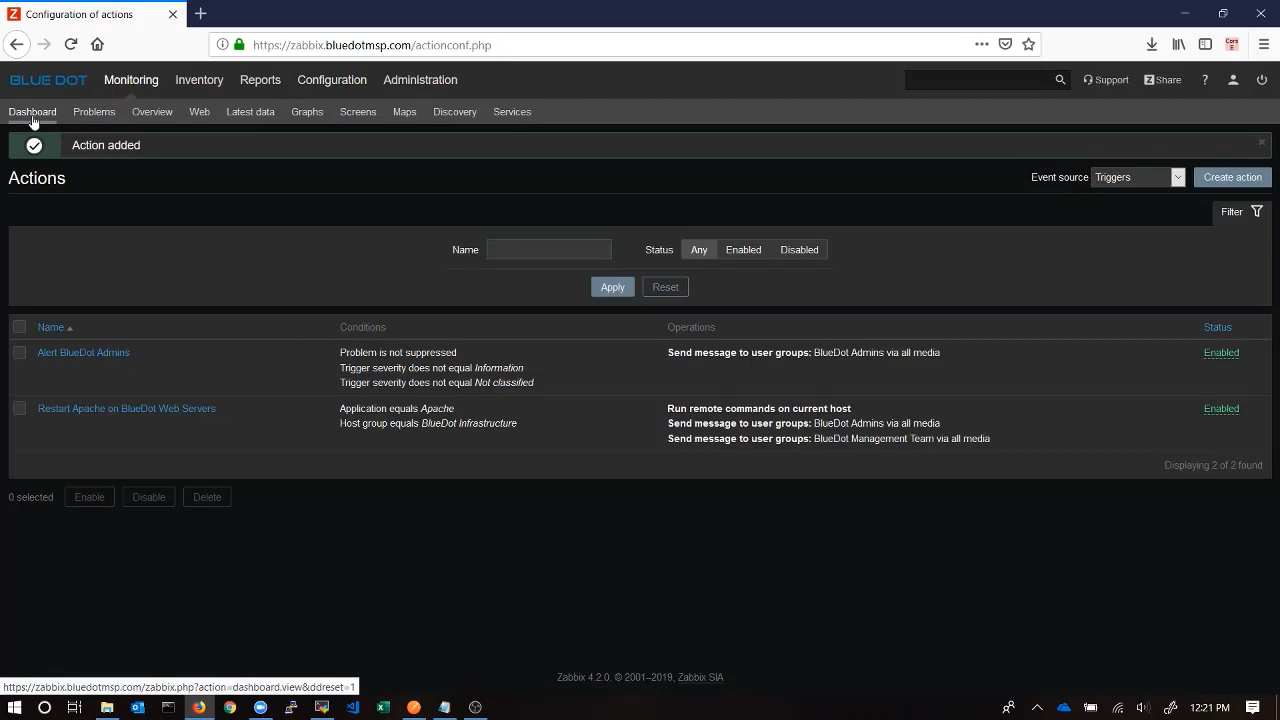 Configuration of actions
https://zabbix.bluedotmsp.com/actionconf.php
BLUE DOT Monitoring Inventory Reports Configuration Administration Support Z Share ?
Dashboard Problems Overview Web Latest data Graphs Screens Maps Discovery Services
Action added
Actions Event source Triggers Create action
Filter
Name Status Any Enabled Disabled
Apply Reset
Name Conditions Operations Status
Alert BlueDot Admins Problem is not suppressed Send message to user groups: BlueDot Admins via all media Enabled
Trigger severity does not equal Information
Trigger severity does not equal Not classified
Restart Apache on BlueDot Web Servers Application equals Apache Run remote commands on current host Enabled
Host group equals BlueDot Infrastructure Send message to user groups: BlueDot Admins via all media
Send message to user groups: BlueDot Management Team via all media
Displaying 2 of 2 found
0 selected Enable Disable Delete
Zabbix 4.2.0. © 2001–2019, Zabbix SIA
https://zabbix.bluedotmsp.com/zabbix.php?action=dashboard.view&ddreset=1
12:21 PM